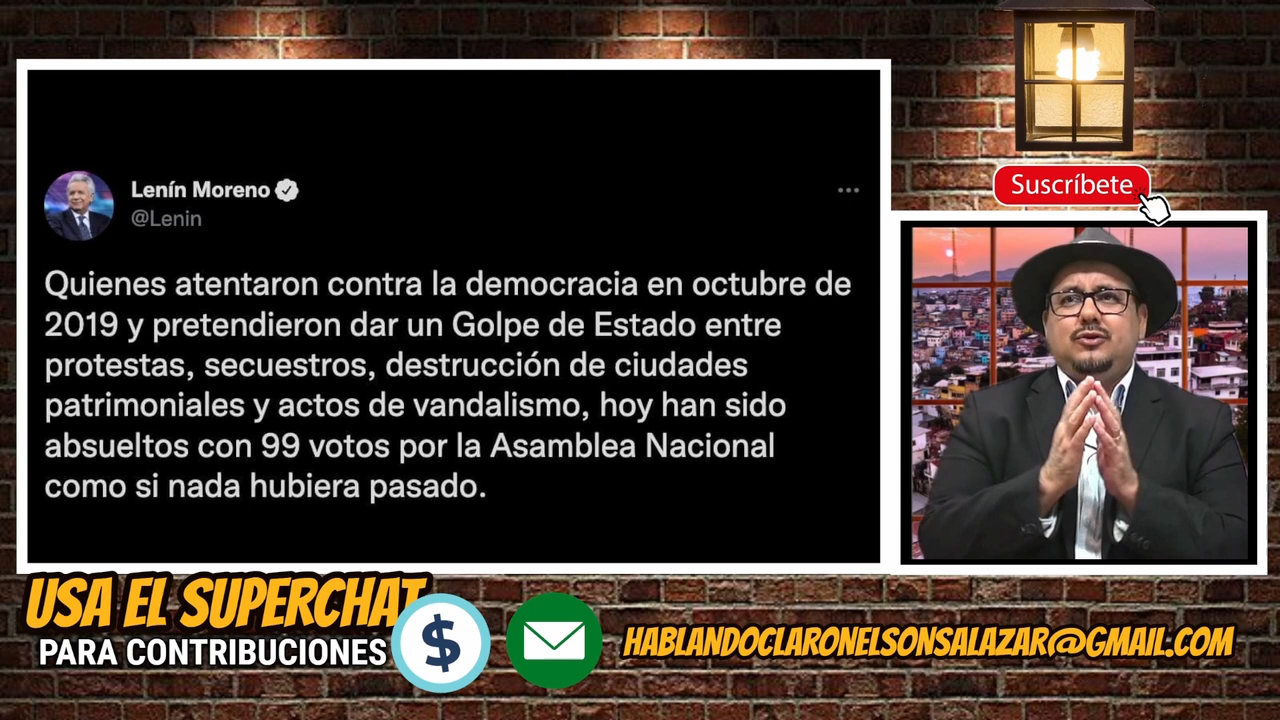 Lenín Moreno
@Lenin
Quienes atentaron contra la democracia en octubre de
2019 y pretendieron dar un Golpe de Estado entre
protestas, secuestros, destrucción de ciudades
patrimoniales y actos de vandalismo, hoy han sido
absueltos con 99 votos por la Asamblea Nacional
como si nada hubiera pasado.
Suscríbete
USA EL SUPERCHAT
PARA CONTRIBUCIONES
$
HABLANDOCLARONELSONSALAZAR@GMAIL.COM